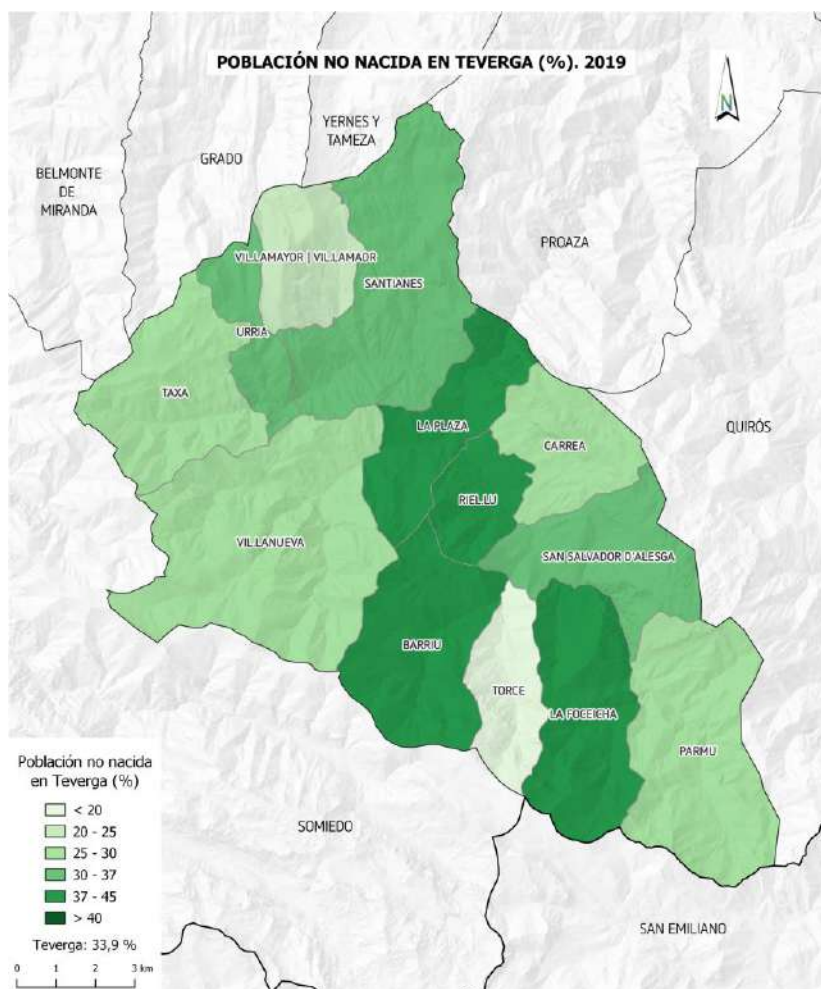 POBLACIÓN NO NACIDA EN TEVERGA (%). 2019
N
YERNES Y
TAMEZA
GRADO
BELMONTE
DE
MIRANDA
PROAZA
VIL.LAMAYOR | VIL.LAMAOR
SANTIANES
URRIA
TAXA
LA PLAZA
CARREA
QUIRÓS
RIEL.LU
VIL.LANUEVA
SAN SALVADOR D'ALESGA
BARRIU
TORCE
LA FOCEICHA
PARMU
SOMIEDO
SAN EMILIANO
Población no nacida
en Teverga (%)
< 20
20 - 25
25 - 30
30 - 37
37 - 45
> 40
Teverga: 33,9 %
0 1 2 3 km